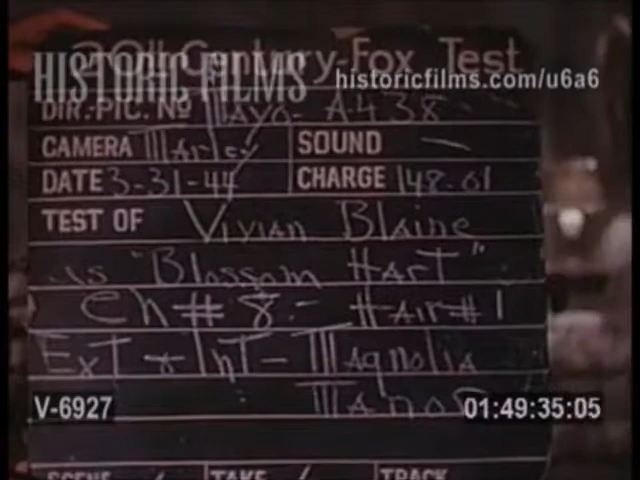 20th Century-Fox Test
HISTORIC FILMS
historicfilms.com/u6a6
DIR.-PIC. Nº Mayo- A-438-
CAMERA Marley SOUND —
DATE 3-31-44 CHARGE 148-01
TEST OF Vivian Blaine
as "Blossom Hart"
Ch # 8 - Hair #1
Ext & Int - Magnolia
Manor
V-6927
01:49:35:05
SCENE / TAKE / TRACK